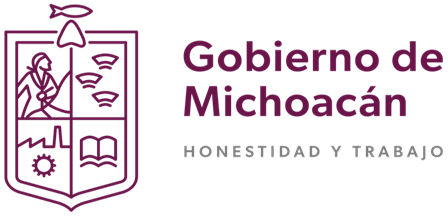 Gobierno de
Michoacán
HONESTIDAD Y TRABAJO